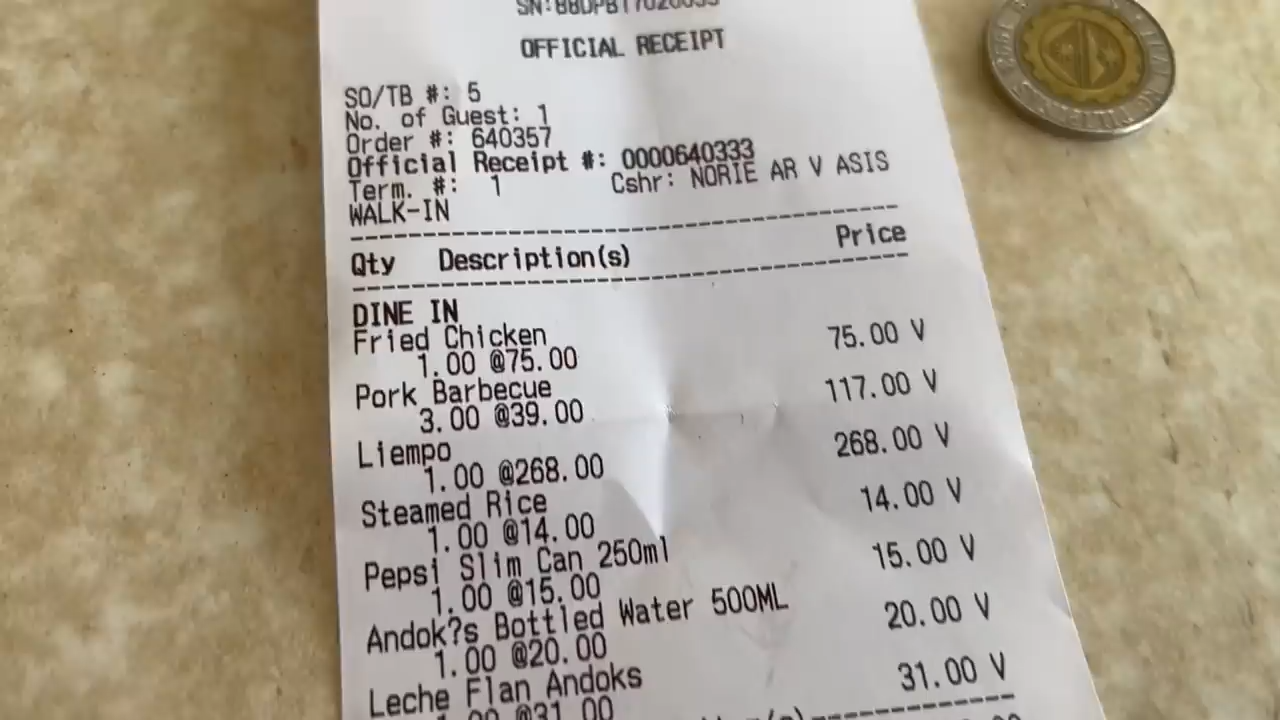 OFFICIAL RECEIPT
SO/TB #: 5
No. of Guest: 1
Order #: 640357
Official Receipt #: 0000640333
Term. #: 1 Cshr: NORIE AR V ASIS
WALK-IN
Qty Description(s) Price
DINE IN
Fried Chicken
1.00 @75.00 75.00 V
Pork Barbecue
3.00 @39.00 117.00 V
Liempo
1.00 @268.00 268.00 V
Steamed Rice
1.00 @14.00 14.00 V
Pepsi Slim Can 250ml
1.00 @15.00 15.00 V
Andok?s Bottled Water 500ML
1.00 @20.00 20.00 V
Leche Flan Andoks
1.00 @31.00 31.00 V